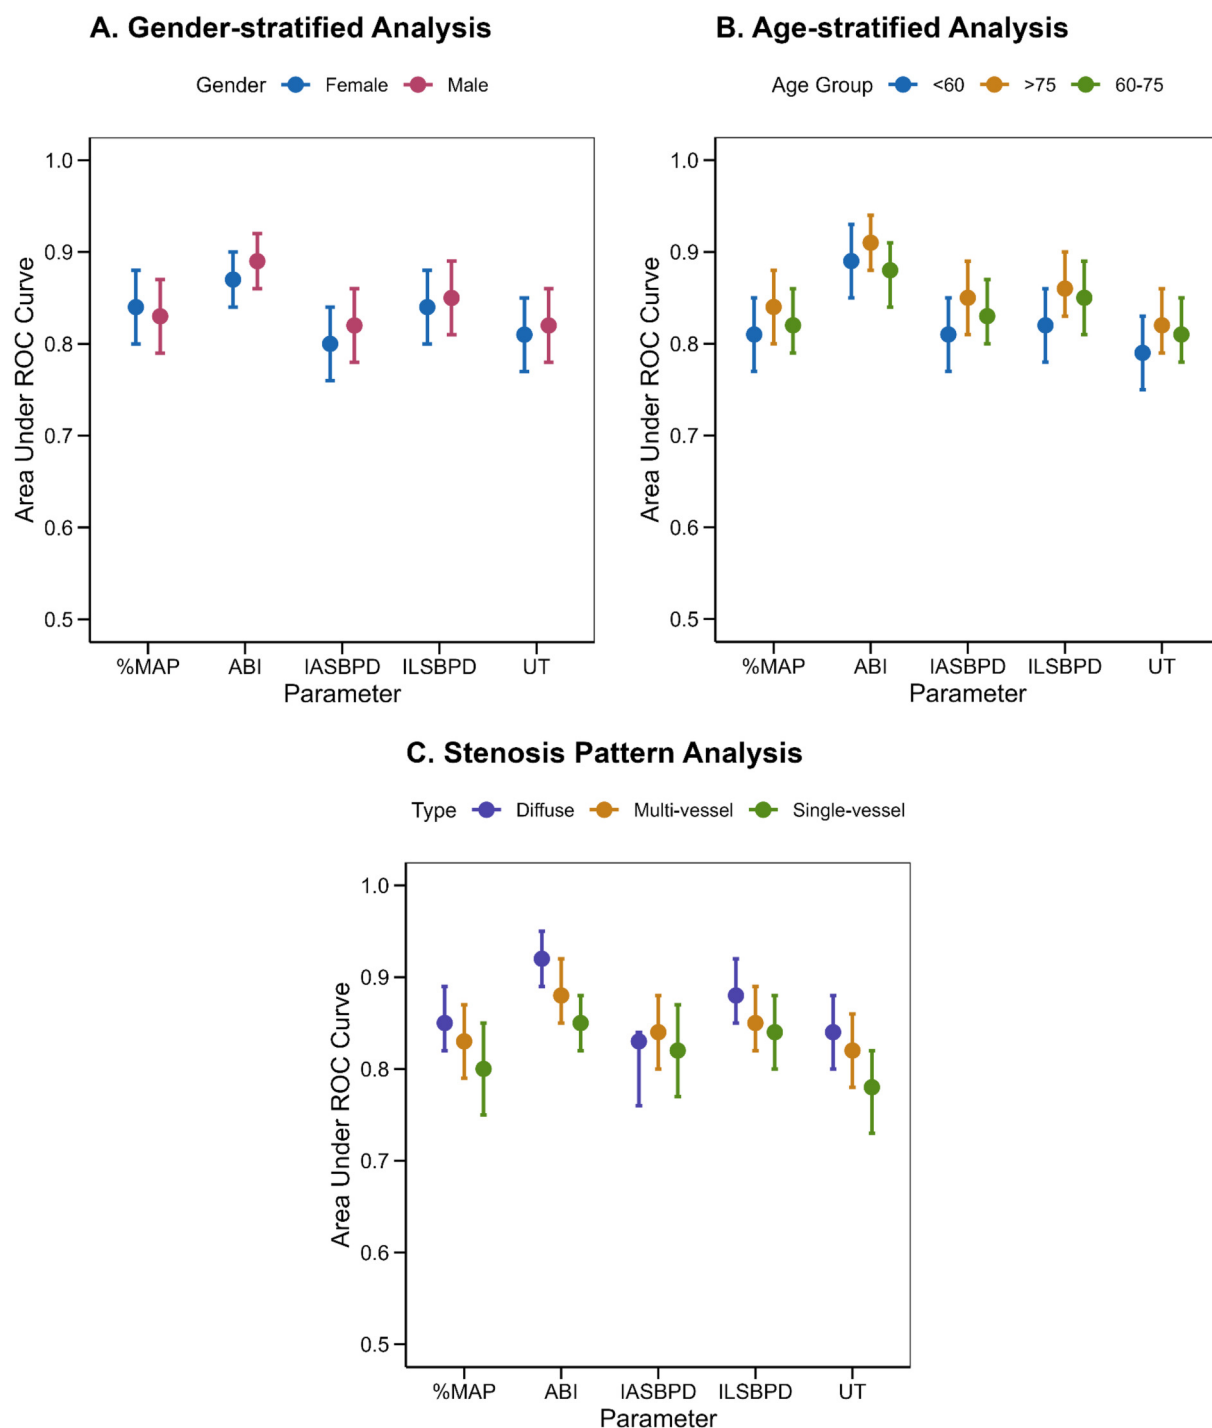 A. Gender-stratified Analysis
Gender Female Male
1.0
0.9
0.8
0.7
0.6
0.5
Area Under ROC Curve
%MAP ABI IASBPD ILSBPD UT
Parameter
B. Age-stratified Analysis
Age Group <60 >75 60-75
1.0
0.9
0.8
0.7
0.6
0.5
Area Under ROC Curve
%MAP ABI IASBPD ILSBPD UT
Parameter
C. Stenosis Pattern Analysis
Type Diffuse Multi-vessel Single-vessel
1.0
0.9
0.8
0.7
0.6
0.5
Area Under ROC Curve
%MAP ABI IASBPD ILSBPD UT
Parameter